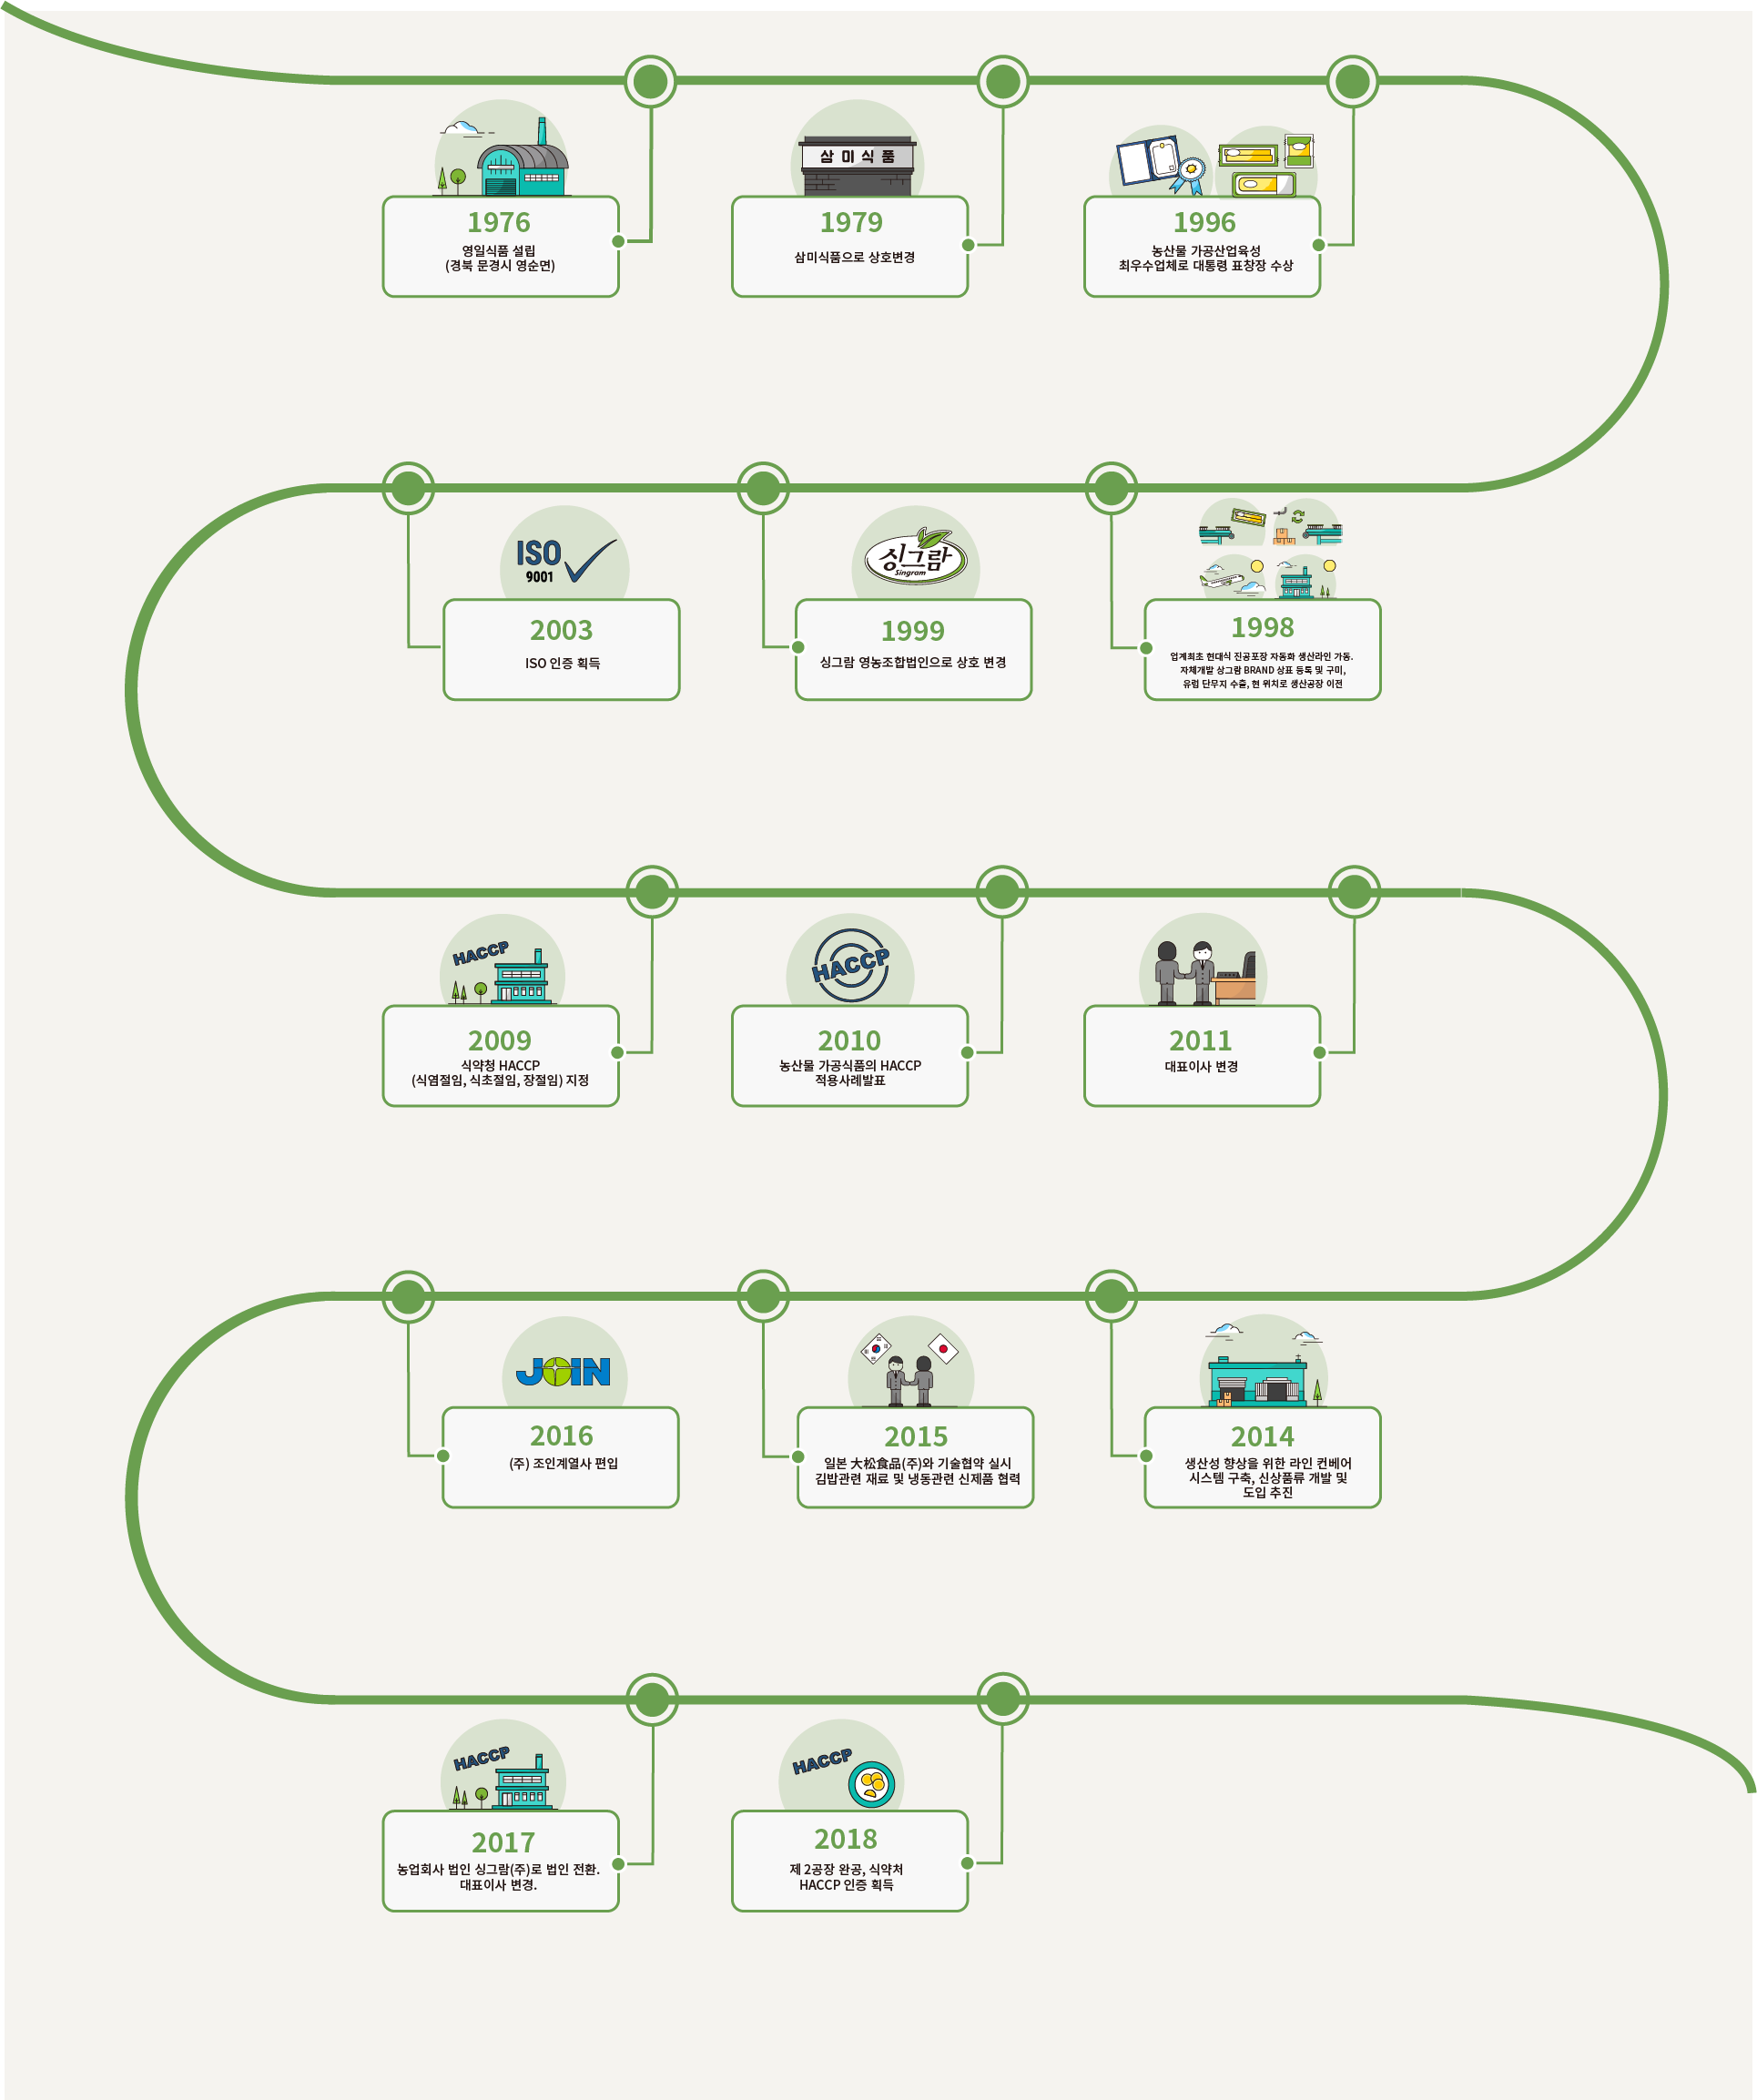 1976
영일식품 설립
(경북 문경시 영순면)
삼미식품
1979
삼미식품으로 상호변경
1996
농산물 가공산업육성
최우수업체로 대통령 표창장 수상
ISO
9001
2003
ISO 인증 획득
싱그람
Singram
1999
싱그람 영농조합법인으로 상호 변경
1998
업계최초 현대식 진공포장 자동화 생산라인 가동.
자체개발 상그람 BRAND 상표 등록 및 구미,
유럽 단무지 수출, 현 위치로 생산공장 이전
HACCP
2009
식약청 HACCP
(식염절임, 식초절임, 장절임) 지정
HACCP
2010
농산물 가공식품의 HACCP
적용사례발표
2011
대표이사 변경
JOIN
2016
(주) 조인계열사 편입
2015
일본 大松食品(주)와 기술협약 실시
김밥관련 재료 및 냉동관련 신제품 협력
2014
생산성 향상을 위한 라인 컨베어
시스템 구축, 신상품류 개발 및
도입 추진
HACCP
2017
농업회사 법인 싱그람(주)로 법인 전환.
대표이사 변경.
HACCP
2018
제 2공장 완공, 식약처
HACCP 인증 획득